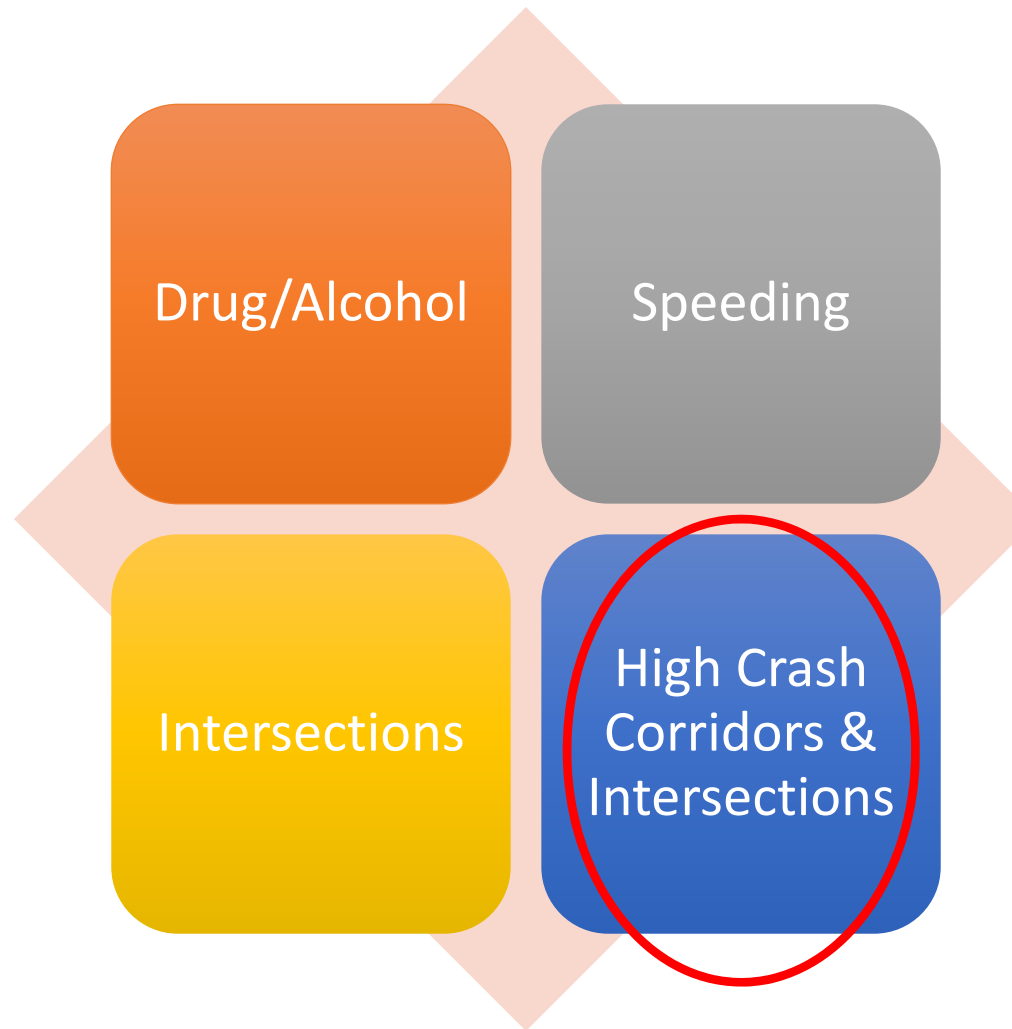 Drug/Alcohol
Speeding
Intersections
High Crash
Corridors &
Intersections